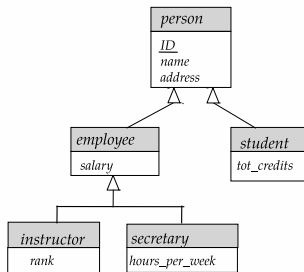 person
ID
name
address
employee
salary
student
tot_credits
instructor
rank
secretary
hours_per_week